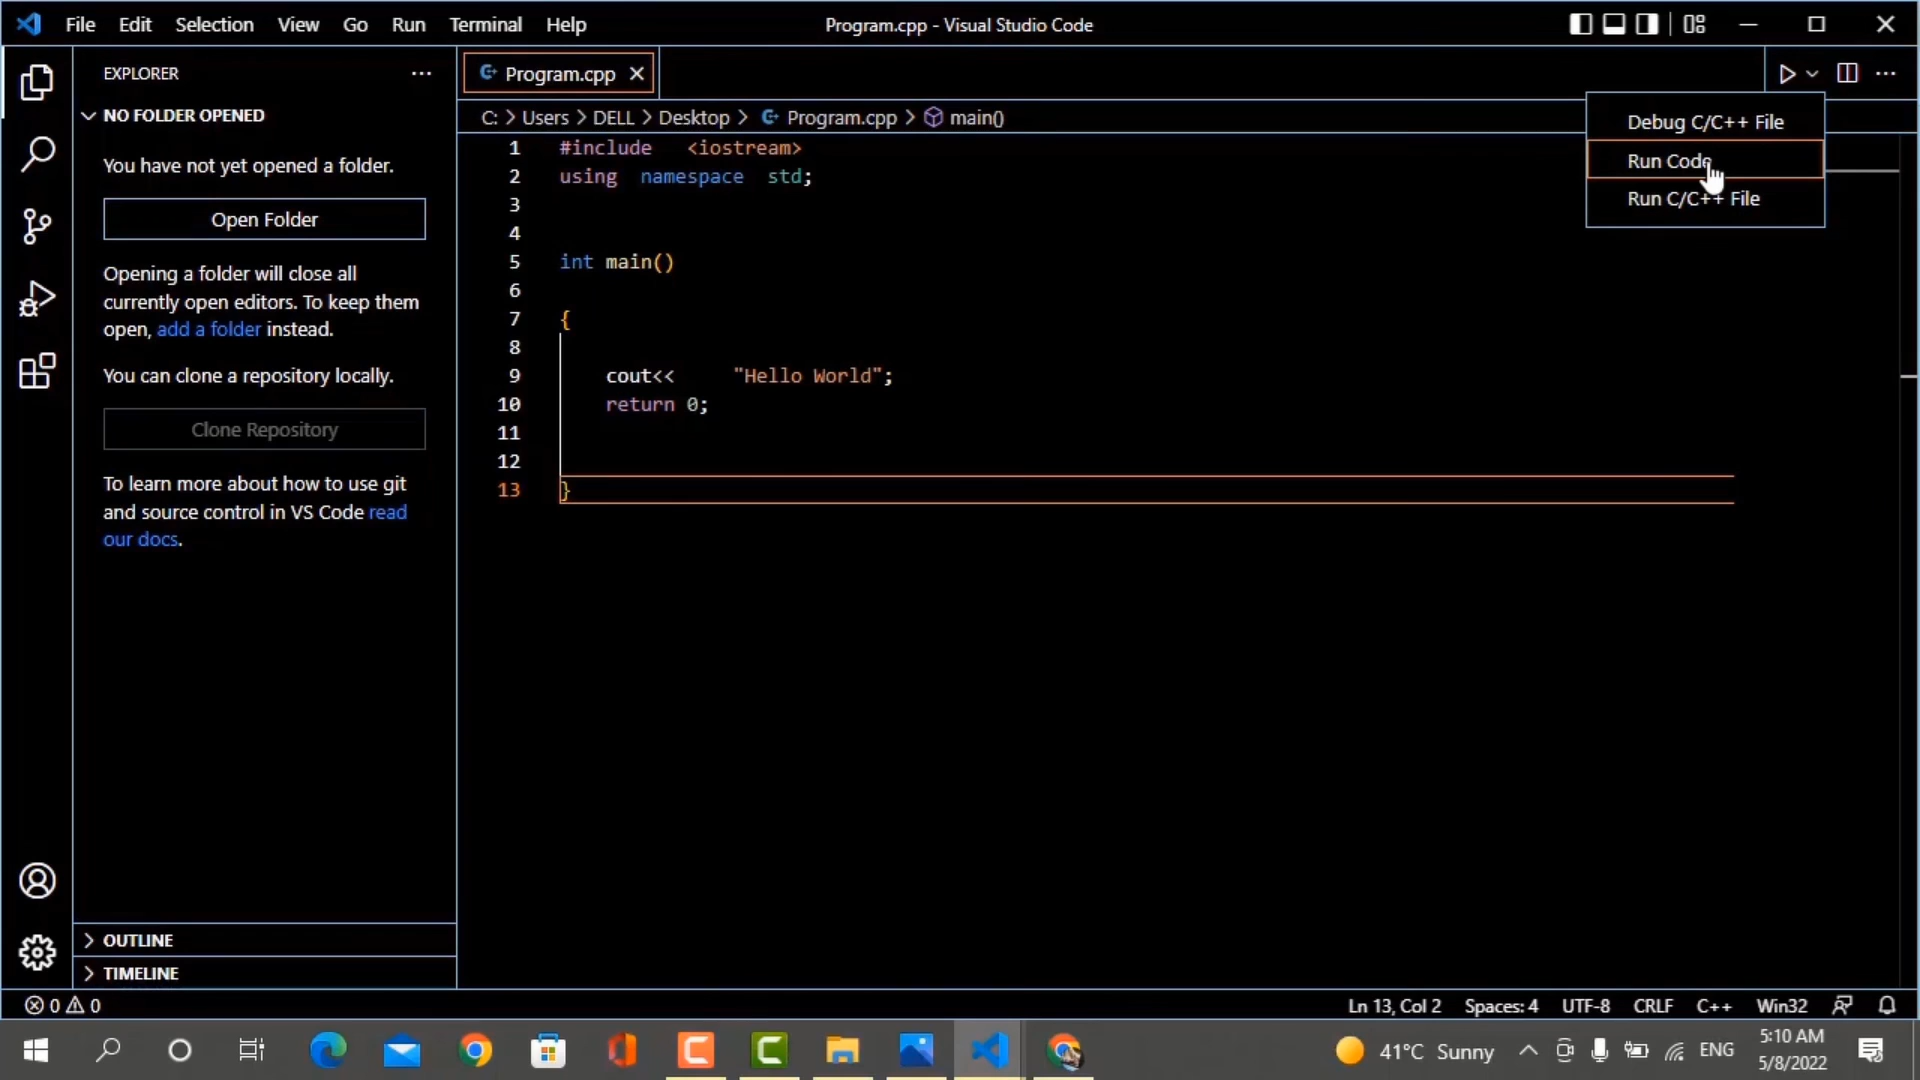 File Edit Selection View Go Run Terminal Help Program.cpp - Visual Studio Code
EXPLORER
NO FOLDER OPENED
You have not yet opened a folder.
Open Folder
Opening a folder will close all
currently open editors. To keep them
open, add a folder instead.
You can clone a repository locally.
Clone Repository
To learn more about how to use git
and source control in VS Code read
our docs.
OUTLINE
TIMELINE
Program.cpp
C: > Users > DELL > Desktop > Program.cpp > main()
1 #include <iostream>
2 using namespace std;
3
4
5 int main()
6
7 {
8
9 cout<< "Hello World";
10 return 0;
11
12
13 }
Debug C/C++ File
Run Code
Run C/C++ File
0 0 Ln 13, Col 2 Spaces: 4 UTF-8 CRLF C++ Win32
41°C Sunny ENG 5:10 AM
5/8/2022